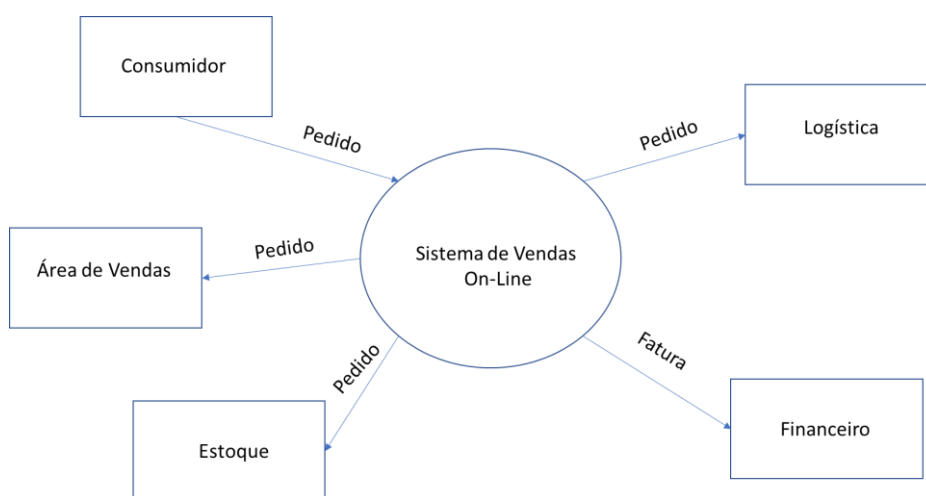 Consumidor
Pedido
Pedido
Logística
Área de Vendas
Pedido
Sistema de Vendas
On-Line
Pedido
Estoque
Fatura
Financeiro